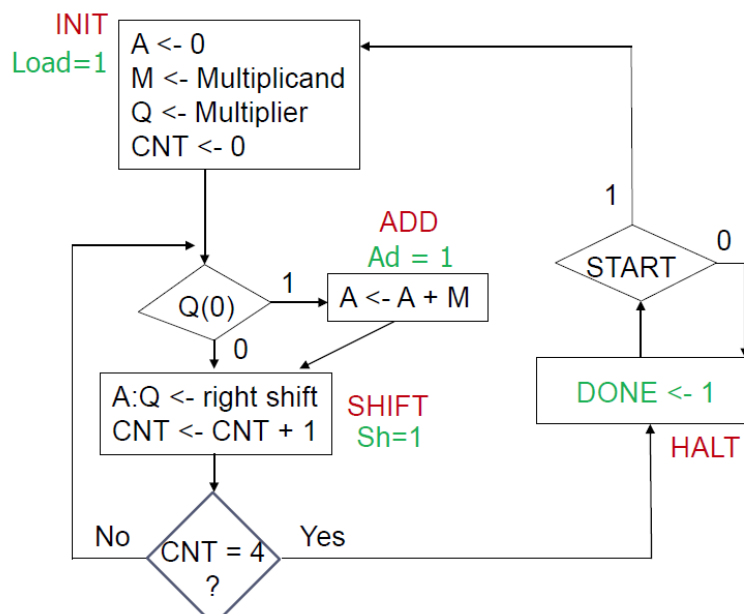 INIT
Load=1
A <- 0
M <- Multiplicand
Q <- Multiplier
CNT <- 0
1
0
START
ADD
Ad = 1
Q(0)
1
A <- A + M
0
A:Q <- right shift
CNT <- CNT + 1
SHIFT
Sh=1
DONE <- 1
HALT
No
CNT = 4
?
Yes